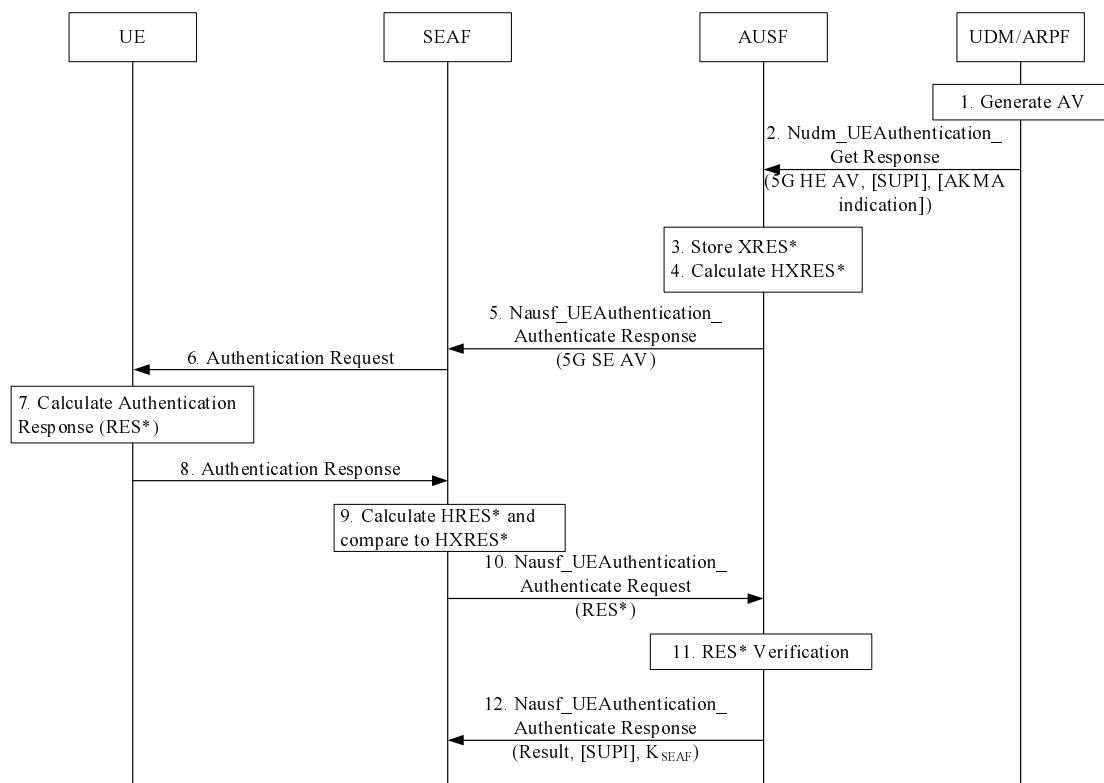 UE
SEAF
AUSF
UDM/ARPF
1. Generate AV
2. Nudm_UEAuthentication_
Get Response
(5G HE AV, [SUPI], [AKMA
indication])
3. Store XRES*
4. Calculate HXRES*
5. Nausf_UEAuthentication_
Authenticate Response
(5G SE AV)
6. Authentication Request
7. Calculate Authentication
Response (RES*)
8. Authentication Response
9. Calculate HRES* and
compare to HXRES*
10. Nausf_UEAuthentication_
Authenticate Request
(RES*)
11. RES* Verification
12. Nausf_UEAuthentication_
Authenticate Response
(Result, [SUPI], KSEAF)